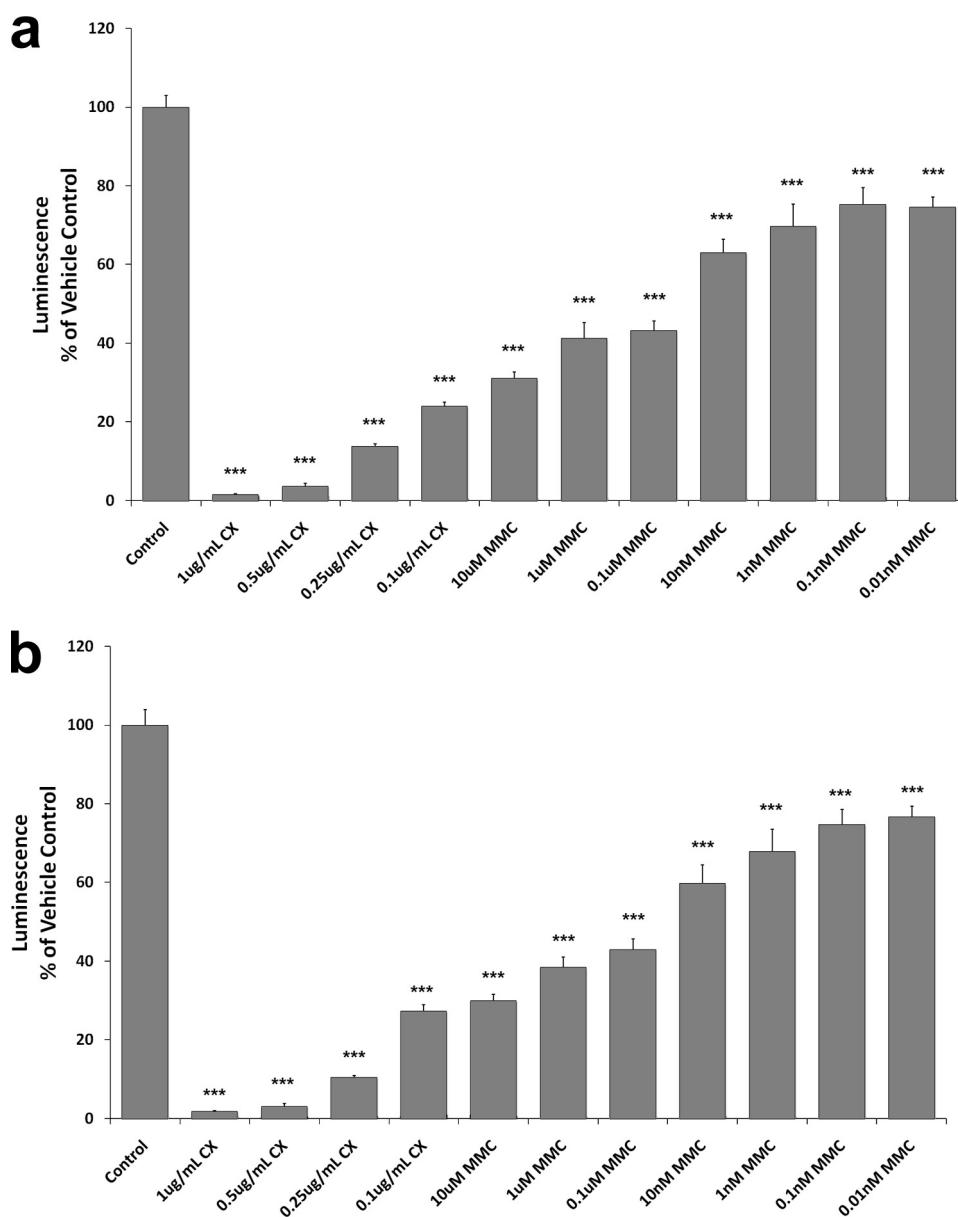 a
120
100
80
60
40
20
0
Luminescence
% of Vehicle Control
***
***
***
***
***
***
***
***
***
***
***
Control
1ug/mL CX
0.5ug/mL CX
0.25ug/mL CX
0.1ug/mL CX
10uM MMC
1uM MMC
0.1uM MMC
10nM MMC
1nM MMC
0.1nM MMC
0.01nM MMC
b
120
100
80
60
40
20
0
Luminescence
% of Vehicle Control
***
***
***
***
***
***
***
***
***
***
***
Control
1ug/mL CX
0.5ug/mL CX
0.25ug/mL CX
0.1ug/mL CX
10uM MMC
1uM MMC
0.1uM MMC
10nM MMC
1nM MMC
0.1nM MMC
0.01nM MMC